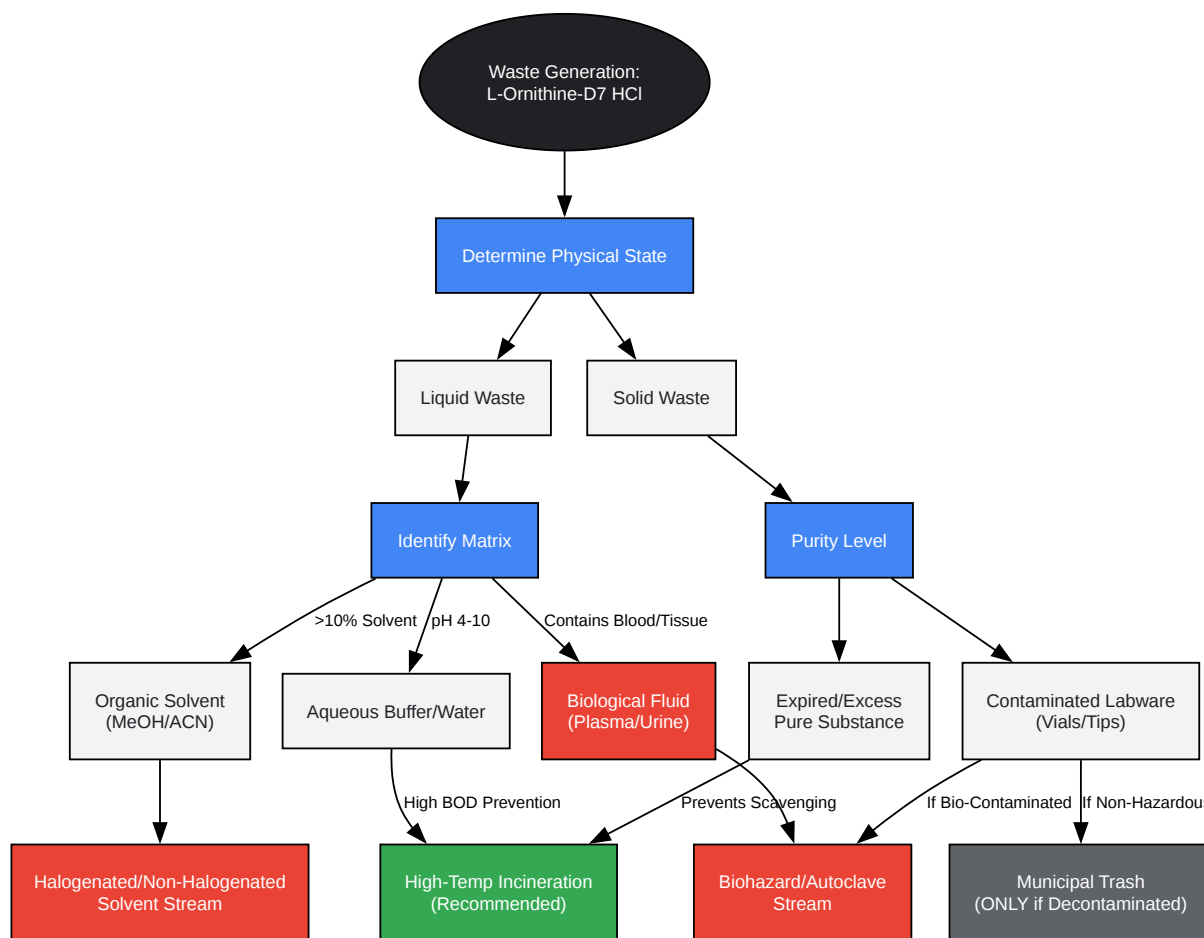 Waste Generation:
L-Ornithine-D7 HCl
Determine Physical State
Liquid Waste
Solid Waste
Identify Matrix
Purity Level
>10% Solvent
pH 4-10
Contains Blood/Tissue
Organic Solvent
(MeOH/ACN)
Aqueous Buffer/Water
Biological Fluid
(Plasma/Urine)
Expired/Excess
Pure Substance
Contaminated Labware
(Vials/Tips)
High BOD Prevention
Prevents Scavenging
If Bio-Contaminated
If Non-Hazardous
Halogenated/Non-Halogenated
Solvent Stream
High-Temp Incineration
(Recommended)
Biohazard/Autoclave
Stream
Municipal Trash
(ONLY if Decontaminated)